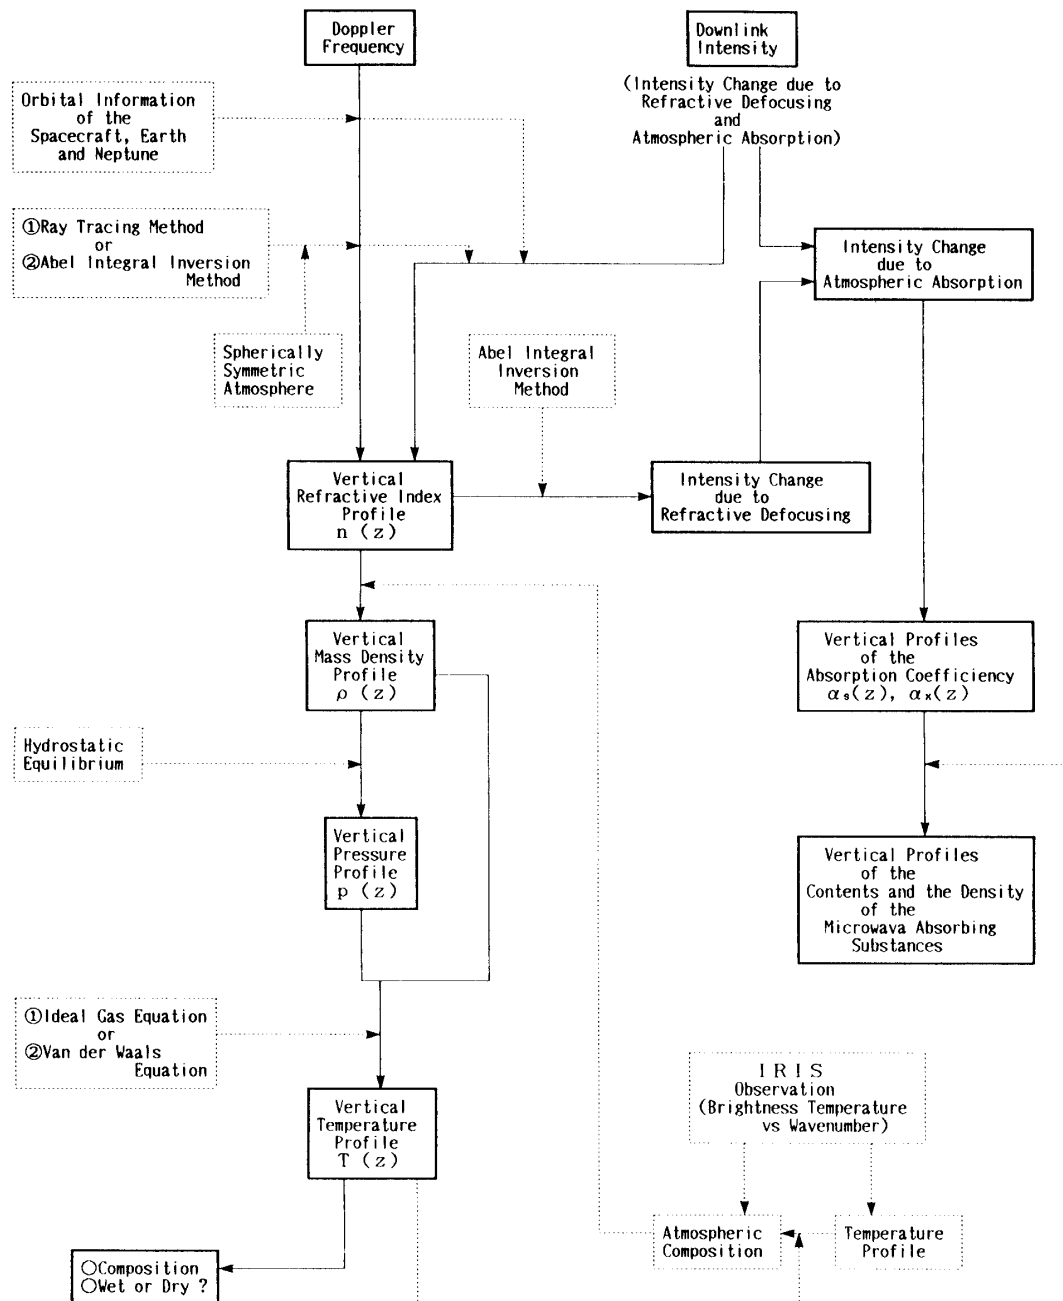 Doppler
Frequency
Downlink
Intensity
(Intensity Change due to
Refractive Defocusing
and
Atmospheric Absorption)
Orbital Information
of the
Spacecraft, Earth
and Neptune
①Ray Tracing Method
or
②Abel Integral Inversion
Method
Intensity Change
due to
Atmospheric Absorption
Spherically
Symmetric
Atmosphere
Abel Integral
Inversion
Method
Vertical
Refractive Index
Profile
n (z)
Intensity Change
due to
Refractive Defocusing
Vertical
Mass Density
Profile
ρ (z)
Vertical Profiles
of the
Absorption Coefficiency
αs(z), αx(z)
Hydrostatic
Equilibrium
Vertical
Pressure
Profile
p (z)
Vertical Profiles
of the
Contents and the Density
of the
Microwava Absorbing
Substances
①Ideal Gas Equation
or
②Van der Waals
Equation
IRIS
Observation
(Brightness Temperature
vs Wavenumber)
Vertical
Temperature
Profile
T (z)
Atmospheric
Composition
Temperature
Profile
○Composition
○Wet or Dry ?